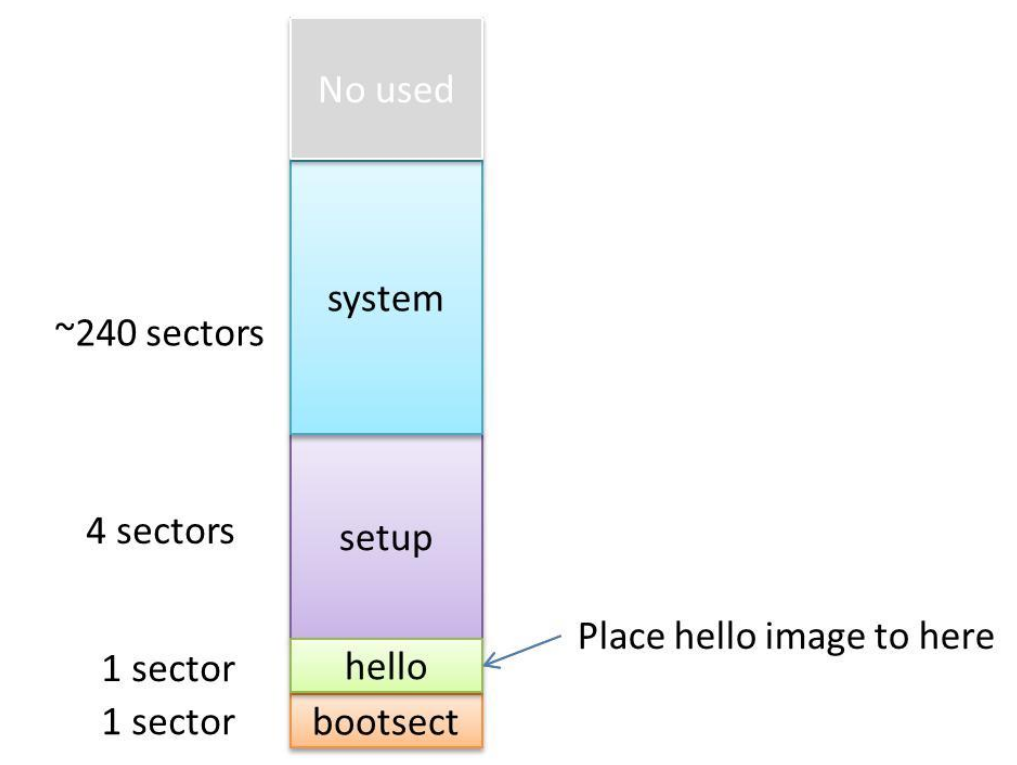 No used
system
~240 sectors
setup
4 sectors
Place hello image to here
hello
1 sector
bootsect
1 sector